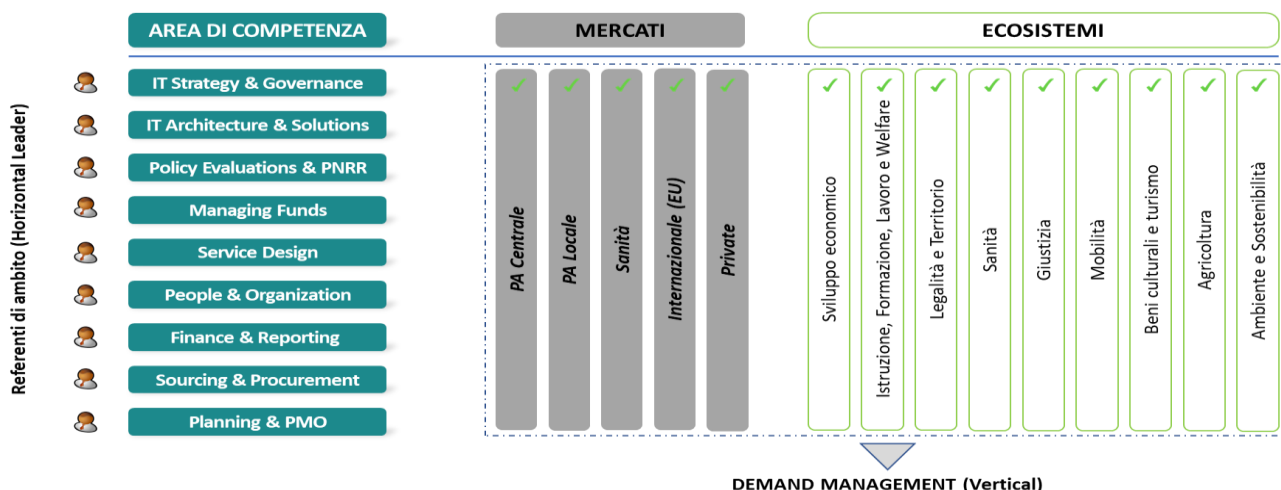 AREA DI COMPETENZA
MERCATI
ECOSISTEMI
Referenti di ambito (Horizontal Leader)
IT Strategy & Governance
IT Architecture & Solutions
Policy Evaluations & PNRR
Managing Funds
Service Design
People & Organization
Finance & Reporting
Sourcing & Procurement
Planning & PMO
PA Centrale
PA Locale
Sanità
Internazionale (EU)
Private
Sviluppo economico
Istruzione, Formazione, Lavoro e Welfare
Legalità e Territorio
Sanità
Giustizia
Mobilità
Beni culturali e turismo
Agricoltura
Ambiente e Sostenibilità
DEMAND MANAGEMENT (Vertical)